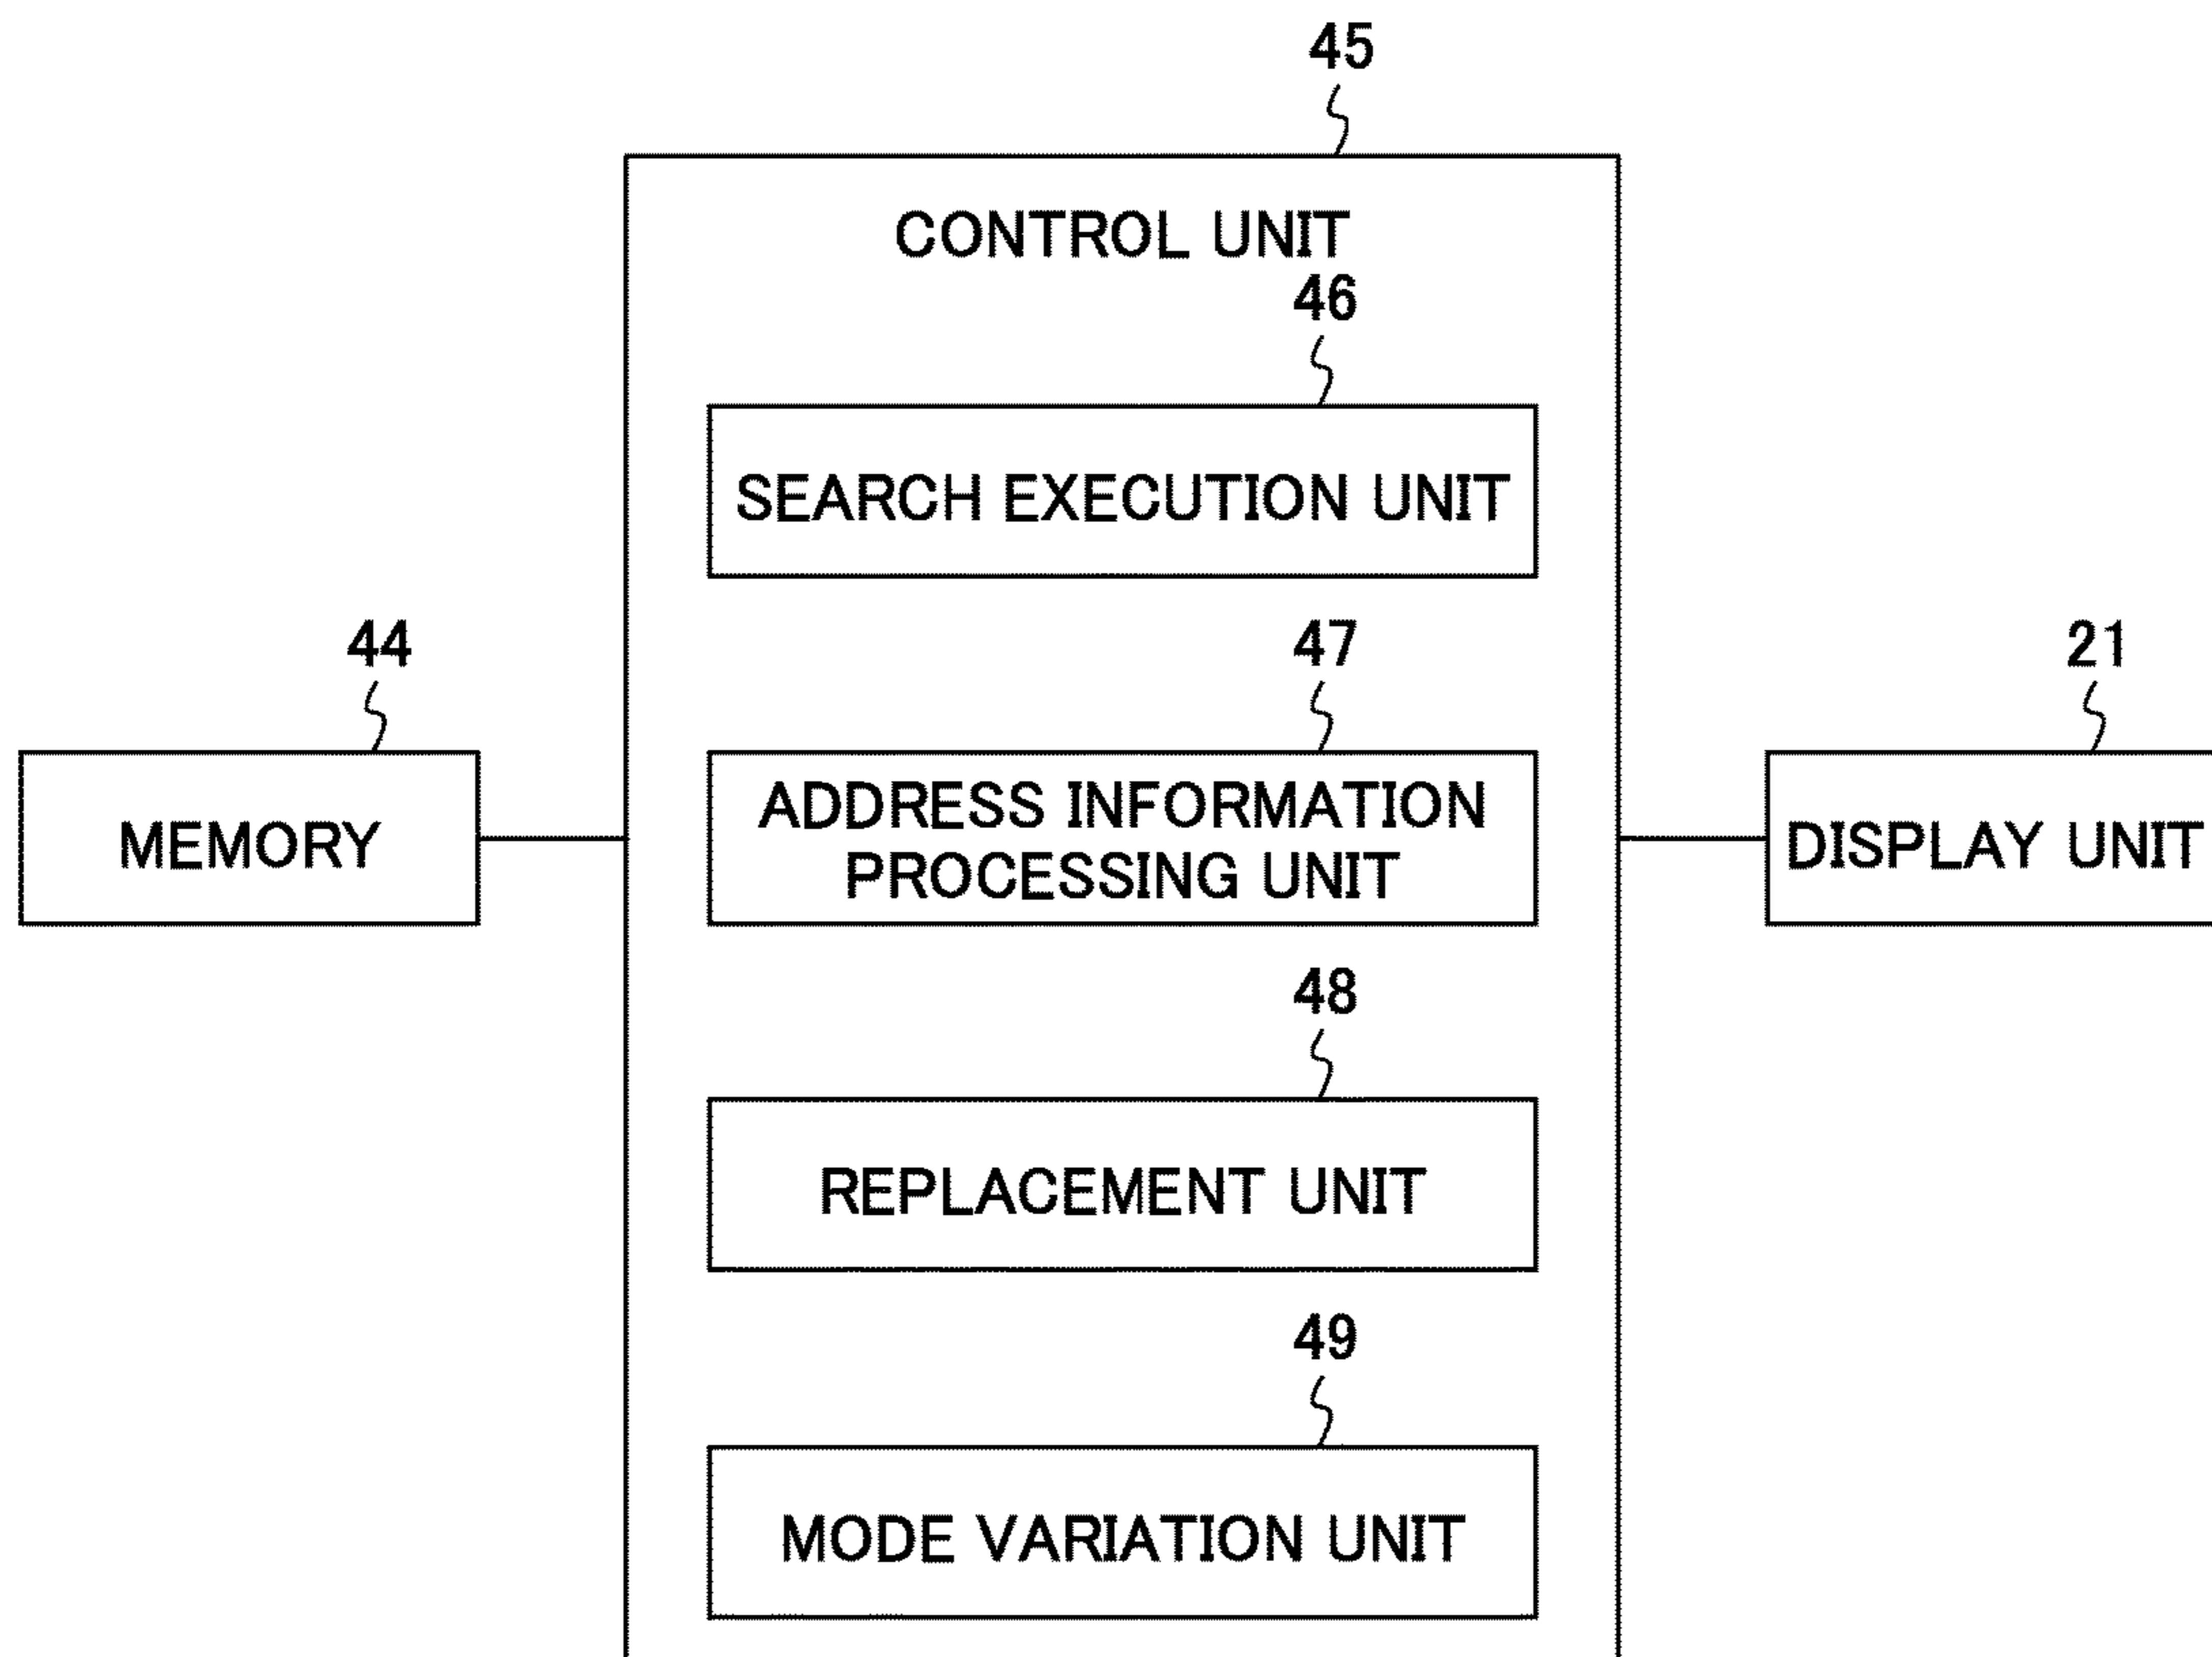 45
CONTROL UNIT
46
SEARCH EXECUTION UNIT
44
MEMORY
47
ADDRESS INFORMATION
PROCESSING UNIT
21
DISPLAY UNIT
48
REPLACEMENT UNIT
49
MODE VARIATION UNIT